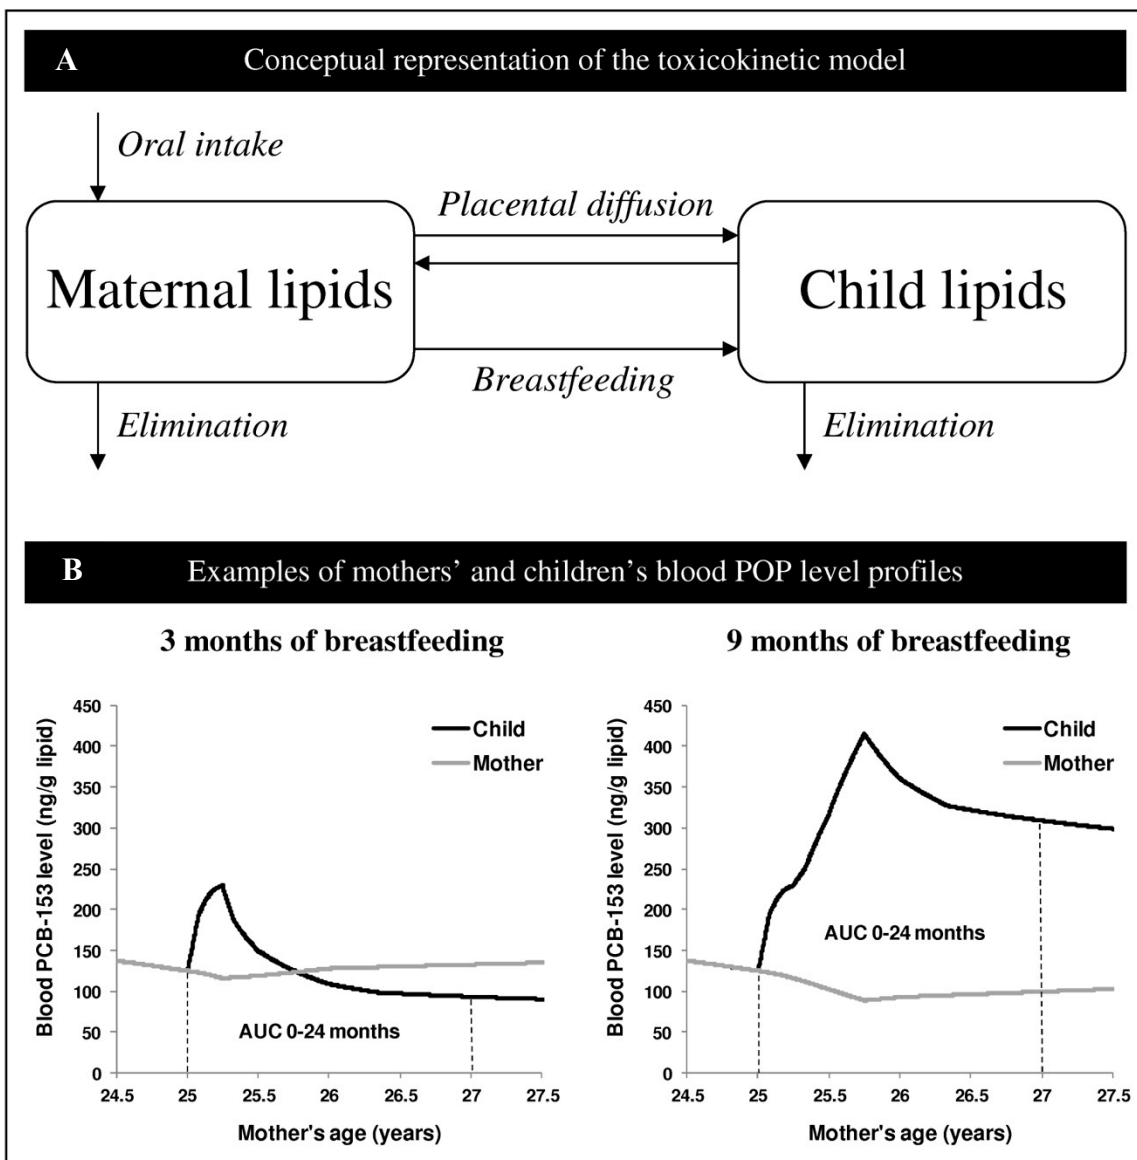 A Conceptual representation of the toxicokinetic model
Oral intake
Placental diffusion
Maternal lipids
Child lipids
Breastfeeding
Elimination
Elimination
B Examples of mothers’ and children’s blood POP level profiles
3 months of breastfeeding
Blood PCB-153 level (ng/g lipid)
450
400
350
300
250
200
150
100
50
0
Child
Mother
AUC 0-24 months
24.5 25 25.5 26 26.5 27 27.5
Mother's age (years)
9 months of breastfeeding
Blood PCB-153 level (ng/g lipid)
450
400
350
300
250
200
150
100
50
0
Child
Mother
AUC 0-24 months
24.5 25 25.5 26 26.5 27 27.5
Mother's age (years)